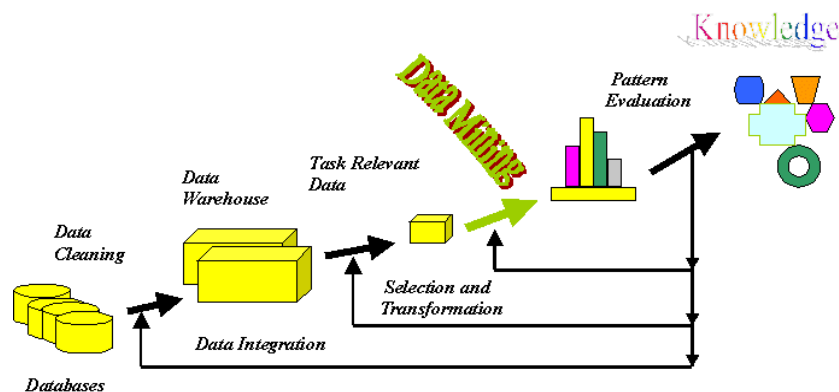 Knowledge
Data Mining
Pattern
Evaluation
Task Relevant
Data
Data
Warehouse
Data
Cleaning
Selection and
Transformation
Data Integration
Databases